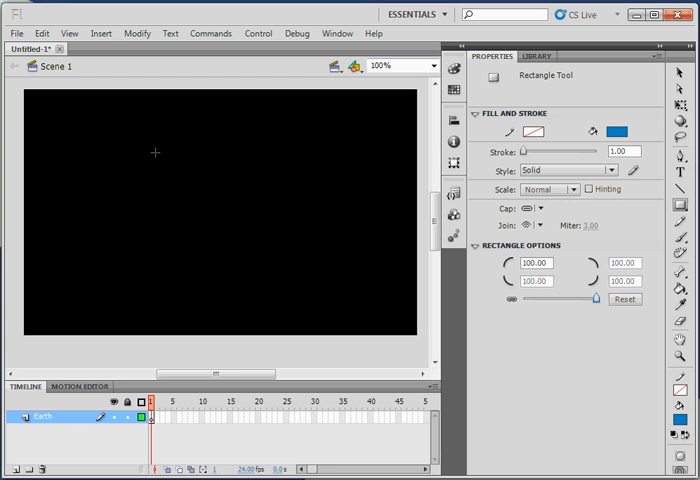 Fl
ESSENTIALS
CS Live
File Edit View Insert Modify Text Commands Control Debug Window Help
Untitled-1*
Scene 1
100%
PROPERTIES LIBRARY
Rectangle Tool
FILL AND STROKE
Stroke: 1.00
Style: Solid
Scale: Normal Hinting
Cap:
Join: Miter: 3.00
RECTANGLE OPTIONS
100.00 100.00
100.00 100.00
Reset
TIMELINE MOTION EDITOR
1 5 10 15 20 25 30 35 40 45 5
Earth
1 24.00 fps 0.0 s